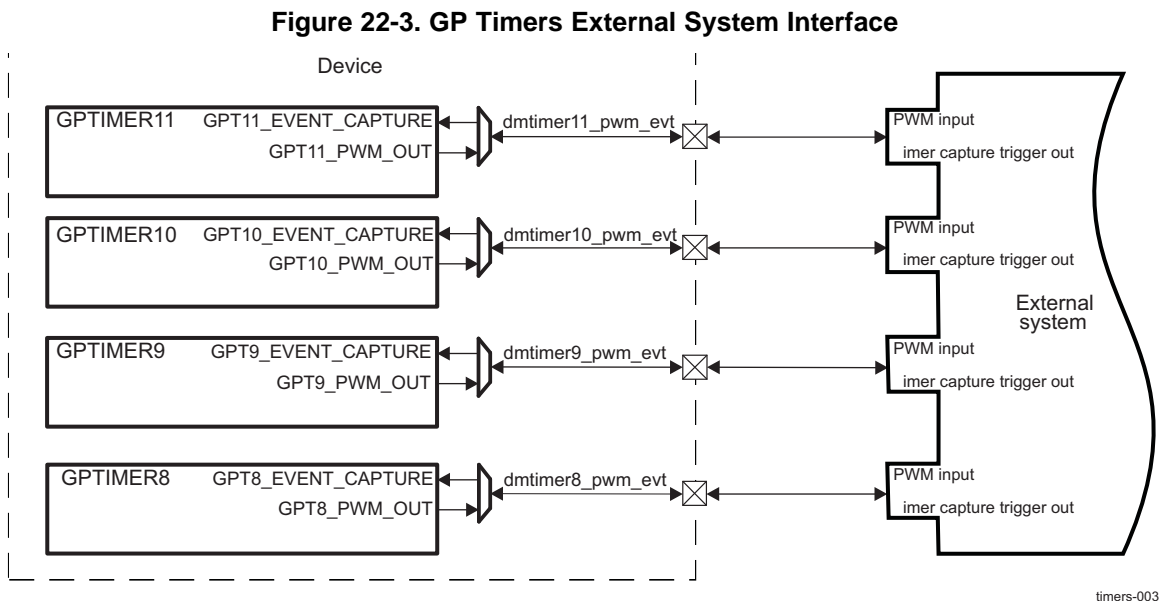 Figure 22-3. GP Timers External System Interface
Device
GPTIMER11
GPT11_EVENT_CAPTURE
GPT11_PWM_OUT
dmtimer11_pwm_evt
PWM input
imer capture trigger out
GPTIMER10
GPT10_EVENT_CAPTURE
GPT10_PWM_OUT
dmtimer10_pwm_evt
PWM input
imer capture trigger out
External
system
GPTIMER9
GPT9_EVENT_CAPTURE
GPT9_PWM_OUT
dmtimer9_pwm_evt
PWM input
imer capture trigger out
GPTIMER8
GPT8_EVENT_CAPTURE
GPT8_PWM_OUT
dmtimer8_pwm_evt
PWM input
imer capture trigger out
timers-003